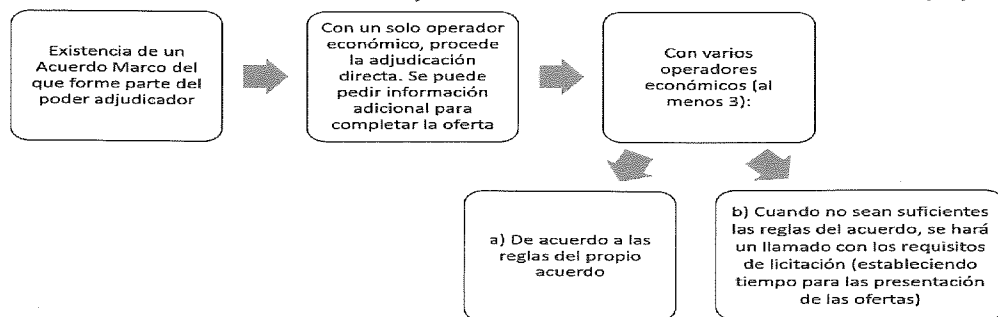 Existencia de un
Acuerdo Marco del
que forme parte del
poder adjudicador
Con un solo operador
económico, procede
la adjudicación
directa. Se puede
pedir información
adicional para
completar la oferta
Con varios
operadores
económicos (al
menos 3):
a) De acuerdo a las
reglas del propio
acuerdo
b) Cuando no sean suficientes
las reglas del acuerdo, se hará
un llamado con los requisitos
de licitación (estableciendo
tiempo para las presentación
de las ofertas)